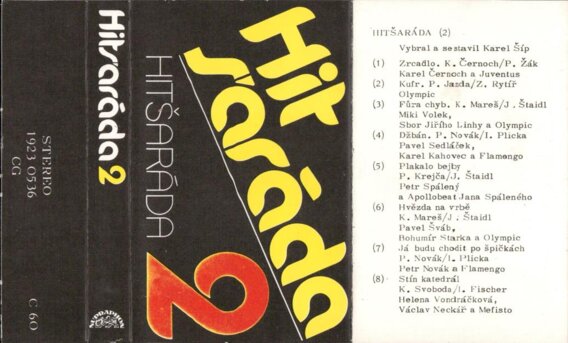 STEREO
1923 0536
CG
C 60
Hitšaráda 2
SUPRAPHON
HITŠARÁDA
Hit
šaráda
2
HITŠARÁDA (2)
Vybral a sestavil Karel Šíp
(1) Zrcadlo. K. Černoch/P. Žák
Karel Černoch a Juventus
(2) Kufr. P. Janda/Z. Rytíř
Olympic
(3) Fůra chyb. K. Mareš/J. Štaidl
Miki Volek,
Sbor Jiřího Linhy a Olympic
(4) Džbán. P. Novák/I. Plicka
Pavel Sedláček,
Karel Kahovec a Flamengo
(5) Plakalo bejby
P. Krejča/J. Štaidl
Petr Spálený
a Apollobeat Jana Spáleného
(6) Hvězda na vrbě
K. Mareš/J. Štaidl
Pavel Šváb,
Bohumír Starka a Olympic
(7) Já budu chodit po špičkách
P. Novák/I. Plicka
Petr Novák a Flamengo
(8) Stín katedrál
K. Svoboda/I. Fischer
Helena Vondráčková,
Václav Neckář a Mefisto